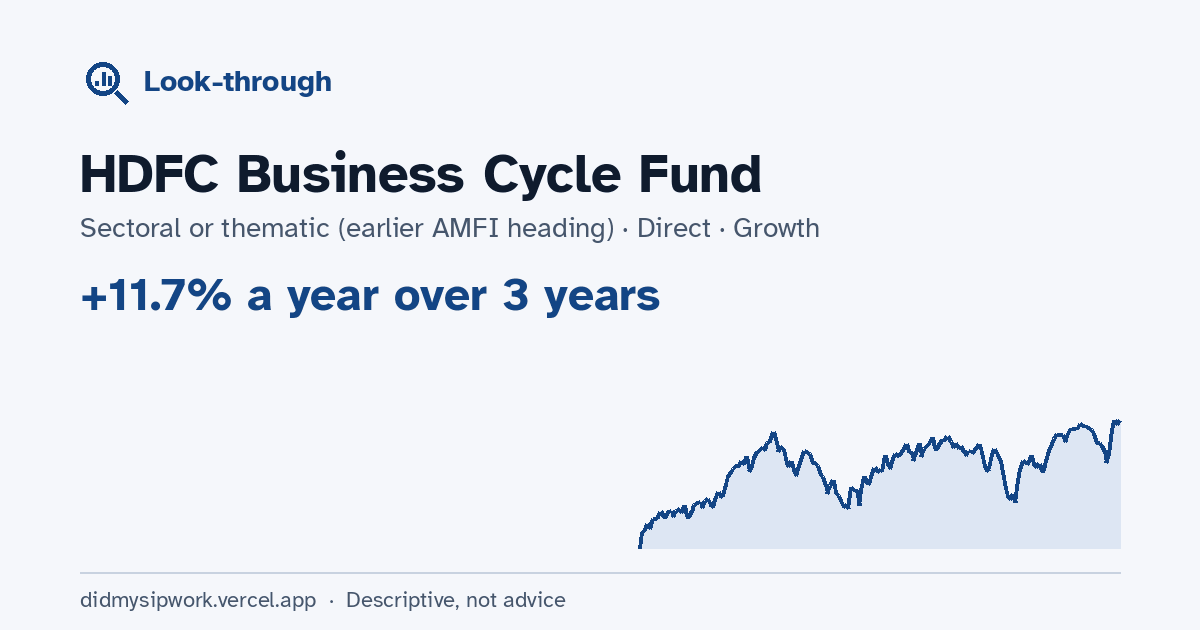 Look-through
HDFC Business Cycle Fund
Sectoral or thematic (earlier AMFI heading) · Direct · Growth
+11.7% a year over 3 years
didmysipwork.vercel.app · Descriptive, not advice